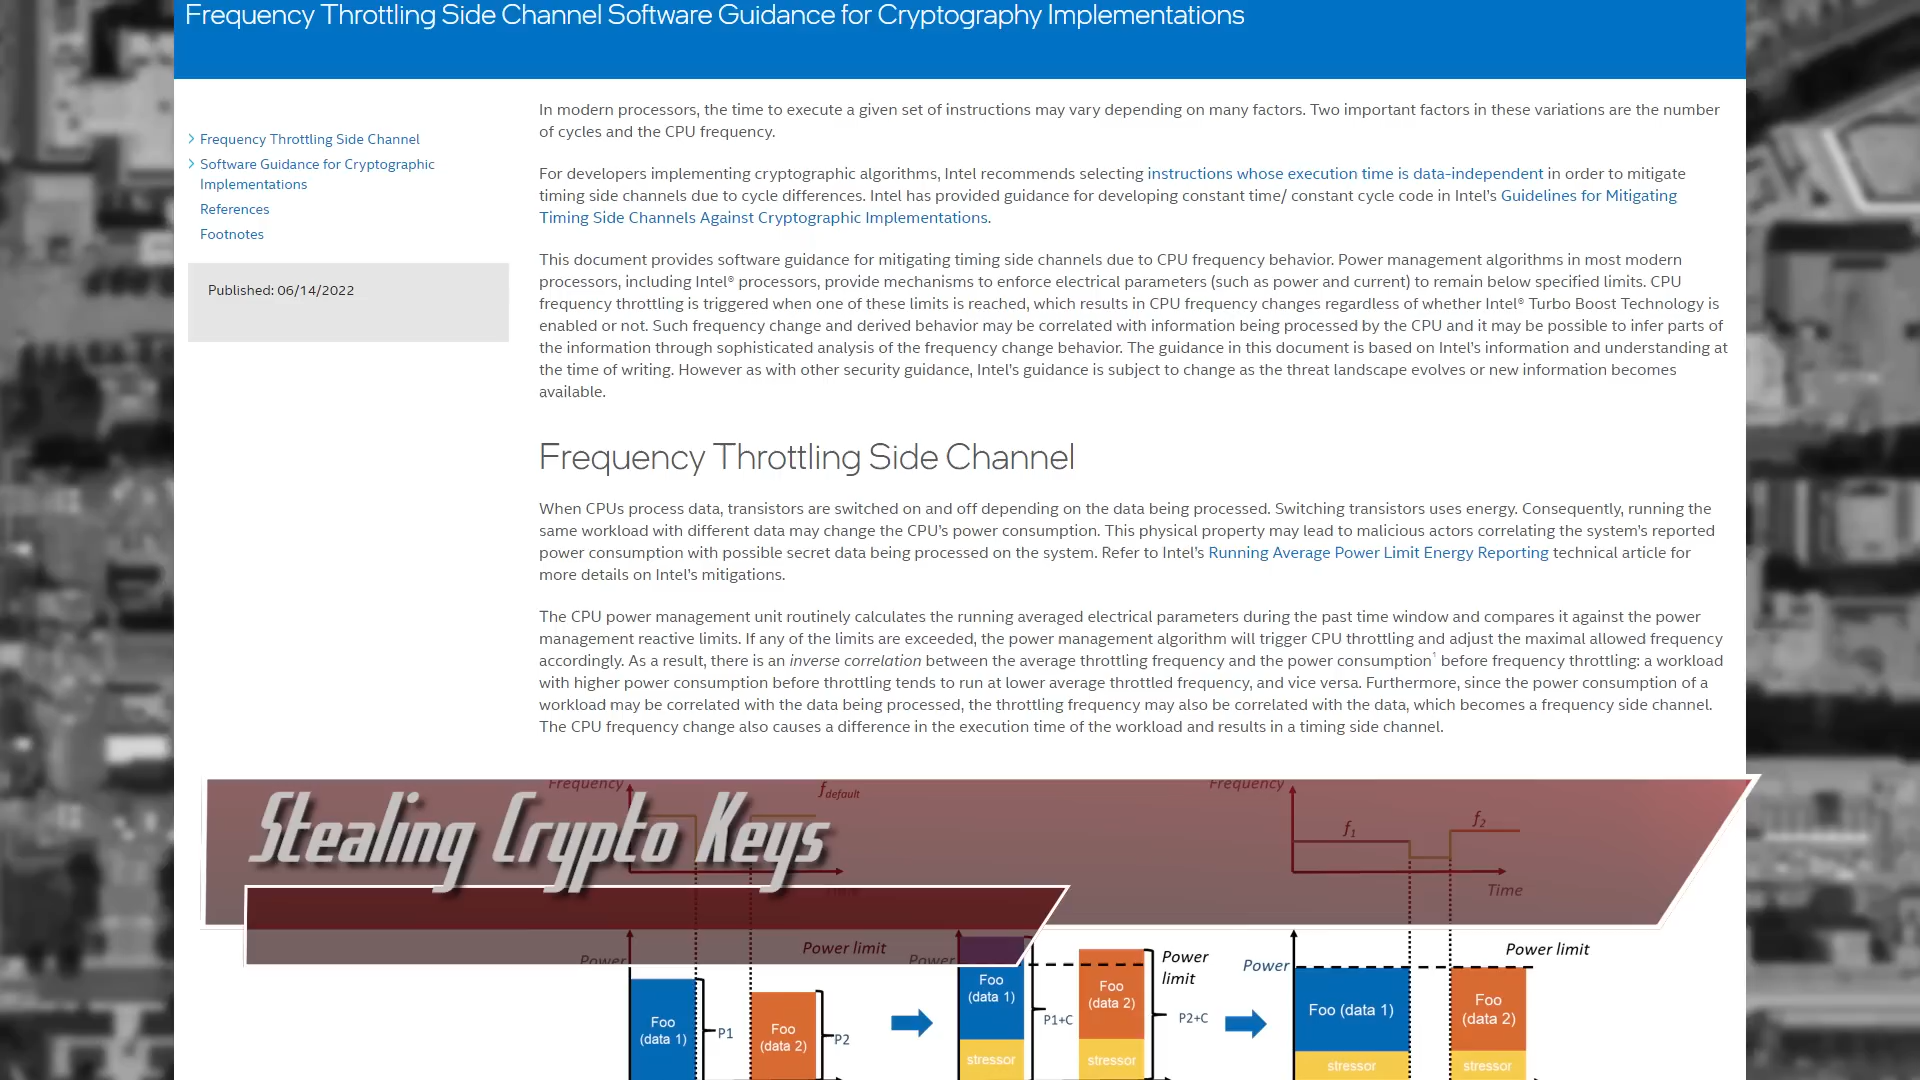 Frequency Throttling Side Channel Software Guidance for Cryptography Implementations
Frequency Throttling Side Channel
Software Guidance for Cryptographic
Implementations
References
Footnotes
Published: 06/14/2022
In modern processors, the time to execute a given set of instructions may vary depending on many factors. Two important factors in these variations are the number
of cycles and the CPU frequency.
For developers implementing cryptographic algorithms, Intel recommends selecting instructions whose execution time is data-independent in order to mitigate
timing side channels due to cycle differences. Intel has provided guidance for developing constant time/ constant cycle code in Intel's Guidelines for Mitigating
Timing Side Channels Against Cryptographic Implementations.
This document provides software guidance for mitigating timing side channels due to CPU frequency behavior. Power management algorithms in most modern
processors, including Intel® processors, provide mechanisms to enforce electrical parameters (such as power and current) to remain below specified limits. CPU
frequency throttling is triggered when one of these limits is reached, which results in CPU frequency changes regardless of whether Intel® Turbo Boost Technology is
enabled or not. Such frequency change and derived behavior may be correlated with information being processed by the CPU and it may be possible to infer parts of
the information through sophisticated analysis of the frequency change behavior. The guidance in this document is based on Intel's information and understanding at
the time of writing. However as with other security guidance, Intel's guidance is subject to change as the threat landscape evolves or new information becomes
available.
Frequency Throttling Side Channel
When CPUs process data, transistors are switched on and off depending on the data being processed. Switching transistors uses energy. Consequently, running the
same workload with different data may change the CPU's power consumption. This physical property may lead to malicious actors correlating the system's reported
power consumption with possible secret data being processed on the system. Refer to Intel's Running Average Power Limit Energy Reporting technical article for
more details on Intel's mitigations.
The CPU power management unit routinely calculates the running averaged electrical parameters during the past time window and compares it against the power
management reactive limits. If any of the limits are exceeded, the power management algorithm will trigger CPU throttling and adjust the maximal allowed frequency
accordingly. As a result, there is an inverse correlation between the average throttling frequency and the power consumption¹ before frequency throttling: a workload
with higher power consumption before throttling tends to run at lower average throttled frequency, and vice versa. Furthermore, since the power consumption of a
workload may be correlated with the data being processed, the throttling frequency may also be correlated with the data, which becomes a frequency side channel.
The CPU frequency change also causes a difference in the execution time of the workload and results in a timing side channel.
Frequency
f default
Frequency
f1
f2
Time
Stealing Crypto Keys
Power
Power limit
Foo
(data 1)
P1
Foo
(data 2)
P2
Power
Power
limit
Foo
(data 1)
P1+C
Foo
(data 2)
P2+C
stressor
stressor
Power
Power limit
Foo (data 1)
Foo
(data 2)
stressor
stressor